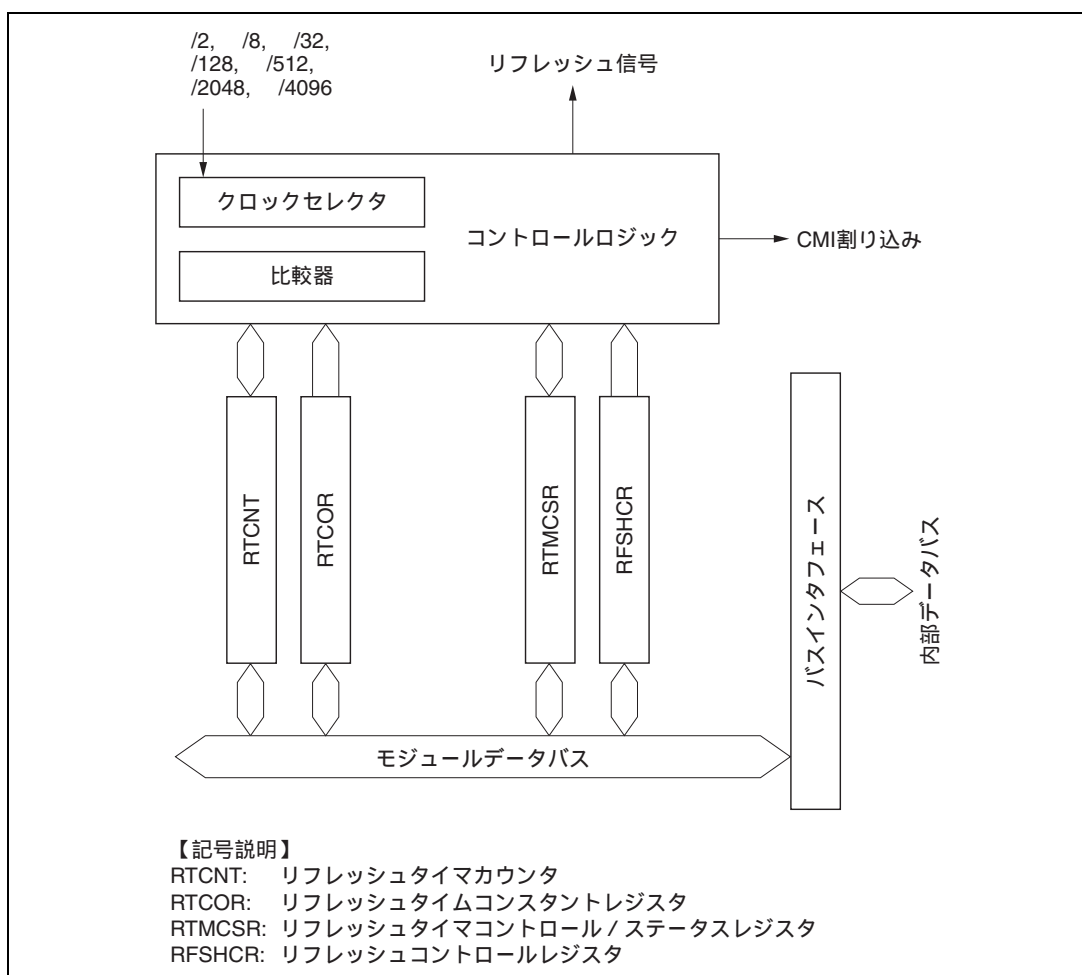 /2, /8, /32,
/128, /512,
/2048, /4096
リフレッシュ信号
クロックセレクタ
コントロールロジック
比較器
CMI割り込み
RTCNT
RTCOR
RTMCSR
RFSHCR
バスインタフェース
内部データバス
モジュールデータバス
【記号説明】
RTCNT: リフレッシュタイマカウンタ
RTCOR: リフレッシュタイムコンスタントレジスタ
RTMCSR: リフレッシュタイマコントロール / ステータスレジスタ
RFSHCR: リフレッシュコントロールレジスタ